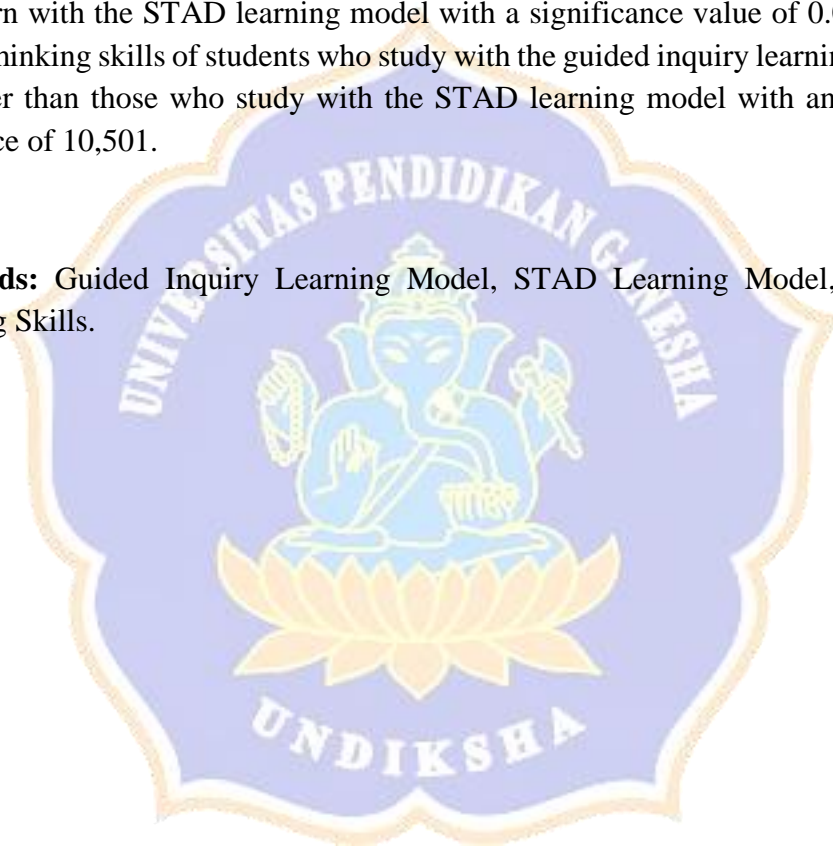 rn with the STAD learning model with a significance value of 0.0
hinking skills of students who study with the guided inquiry learnin
er than those who study with the STAD learning model with an
ce of 10,501.
ds: Guided Inquiry Learning Model, STAD Learning Model,
g Skills.
UNIVERSITAS PENDIDIKAN GANESHA
UNDIKSHA